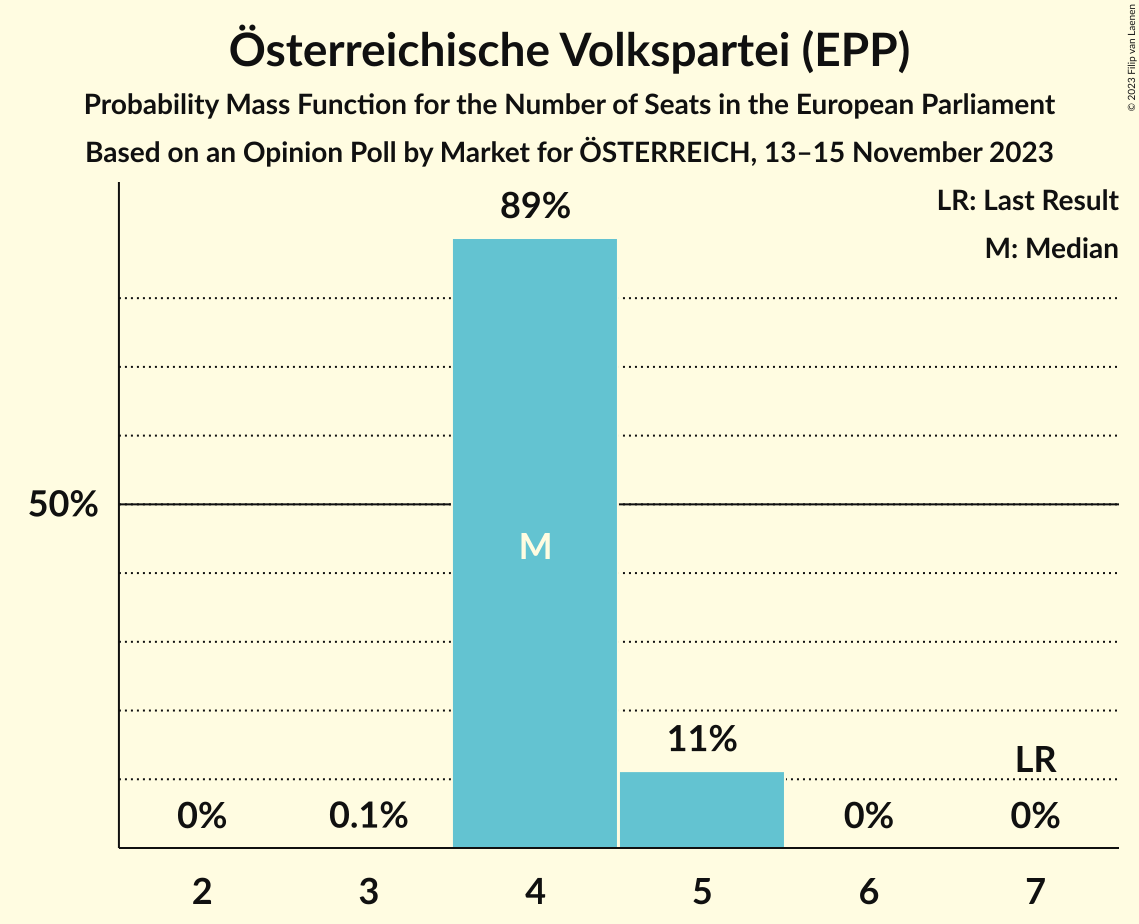 Österreichische Volkspartei (EPP)
Probability Mass Function for the Number of Seats in the European Parliament
Based on an Opinion Poll by Market for ÖSTERREICH, 13–15 November 2023
© 2023 Filip van Laenen
LR: Last Result
M: Median
89%
50%
M
11%
LR
0%
0.1%
0%
0%
2
3
4
5
6
7